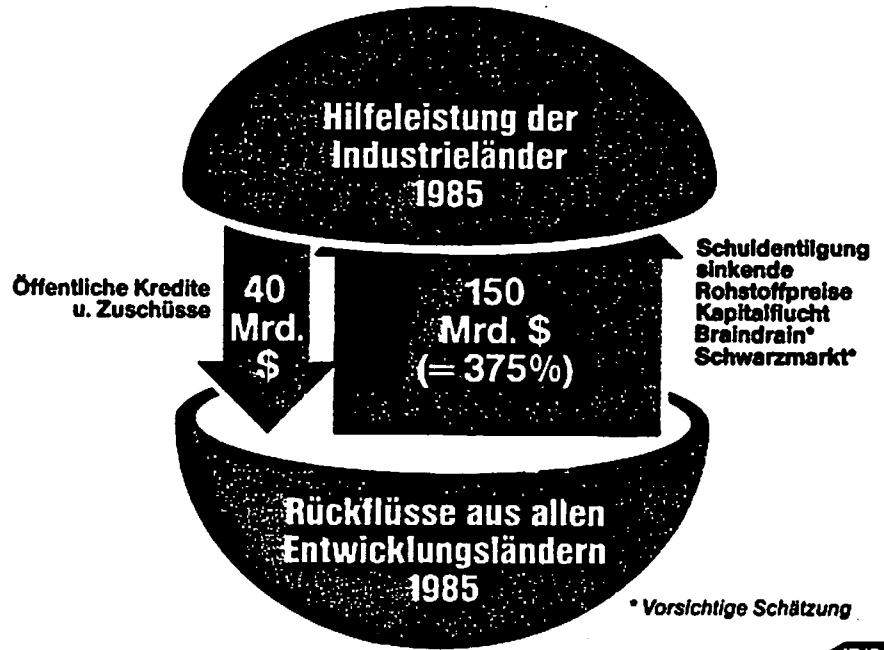 Hilfeleistung der
Industrieländer
1985
Öffentliche Kredite
u. Zuschüsse
40
Mrd.
$
150
Mrd. $
(= 375%)
Schuldentilgung
sinkende
Rohstoffpreise
Kapitalflucht
Braindrain*
Schwarzmarkt*
Rückflüsse aus allen
Entwicklungsländern
1985
* Vorsichtige Schätzung